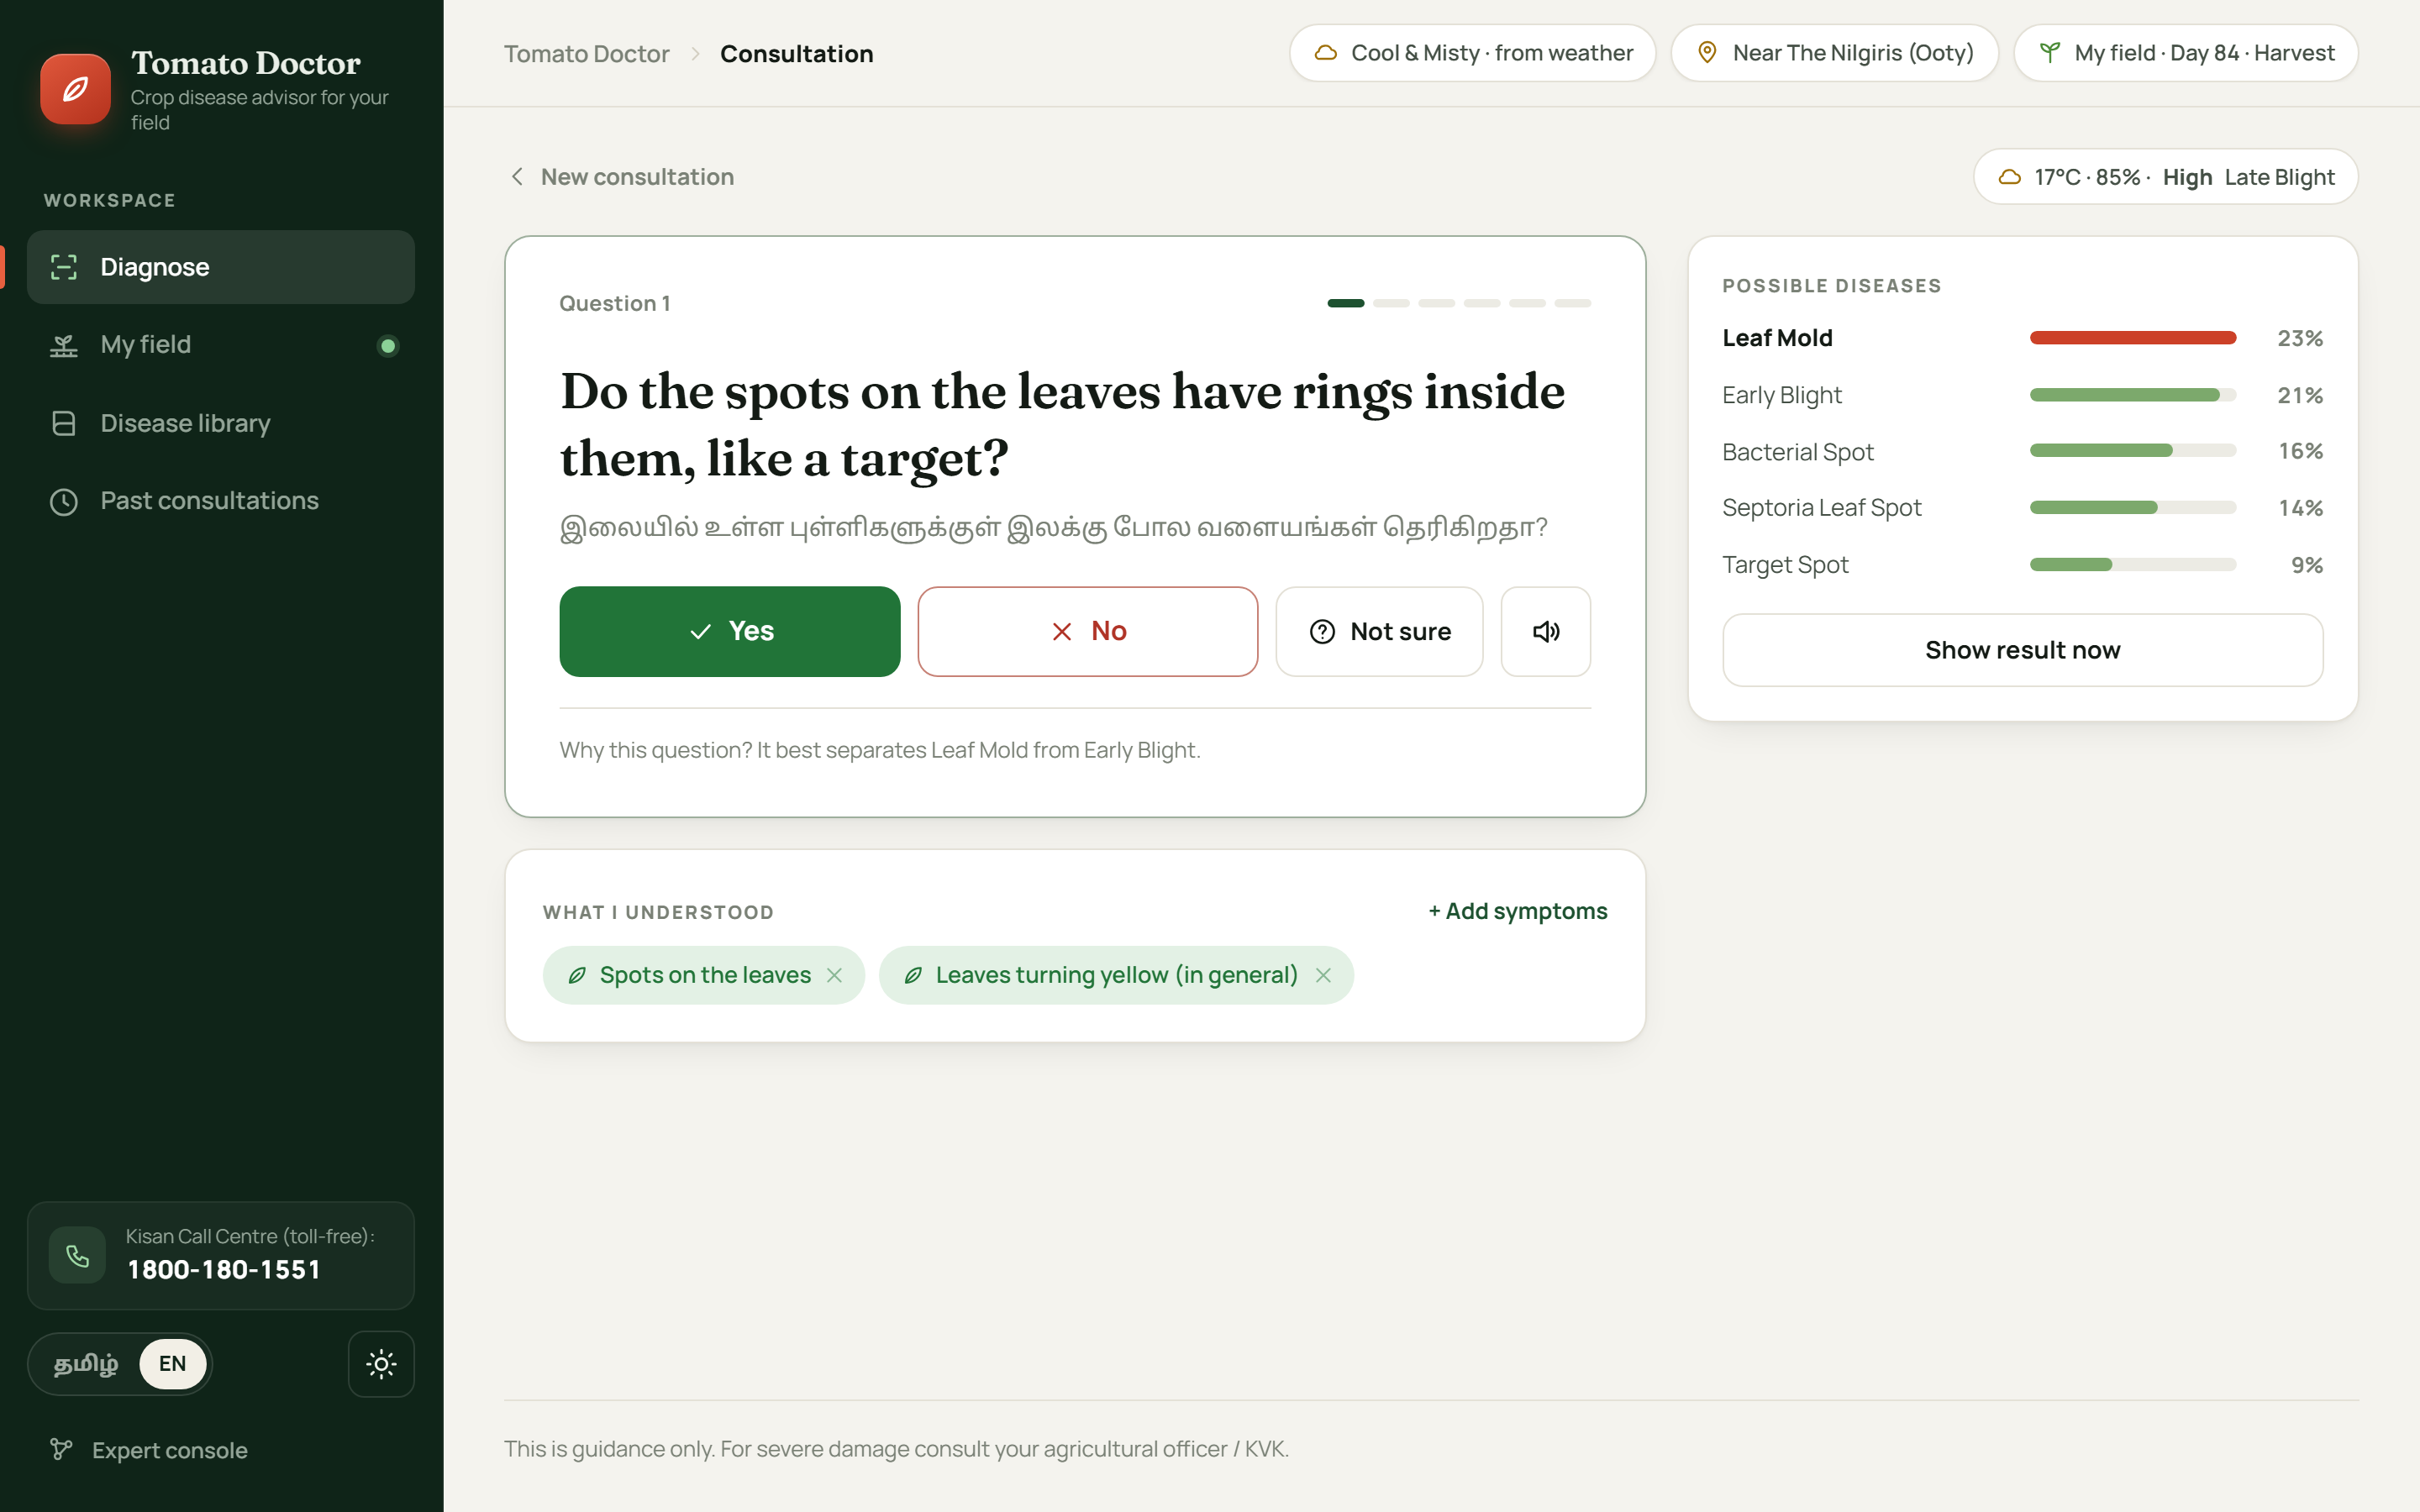 Tomato Doctor
Crop disease advisor for your
field
WORKSPACE
Diagnose
My field
Disease library
Past consultations
Kisan Call Centre (toll-free):
1800-180-1551
தமிழ்
EN
Expert console
Tomato Doctor
Consultation
Cool & Misty · from weather
Near The Nilgiris (Ooty)
My field · Day 84 · Harvest
New consultation
17°C · 85% · High Late Blight
Question 1
Do the spots on the leaves have rings inside
them, like a target?
இலையில் உள்ள புள்ளிகளுக்குள் இலக்கு போல வளையங்கள் தெரிகிறதா?
Yes
No
Not sure
Why this question? It best separates Leaf Mold from Early Blight.
WHAT I UNDERSTOOD
+ Add symptoms
Spots on the leaves
Leaves turning yellow (in general)
POSSIBLE DISEASES
Leaf Mold 23%
Early Blight 21%
Bacterial Spot 16%
Septoria Leaf Spot 14%
Target Spot 9%
Show result now
This is guidance only. For severe damage consult your agricultural officer / KVK.